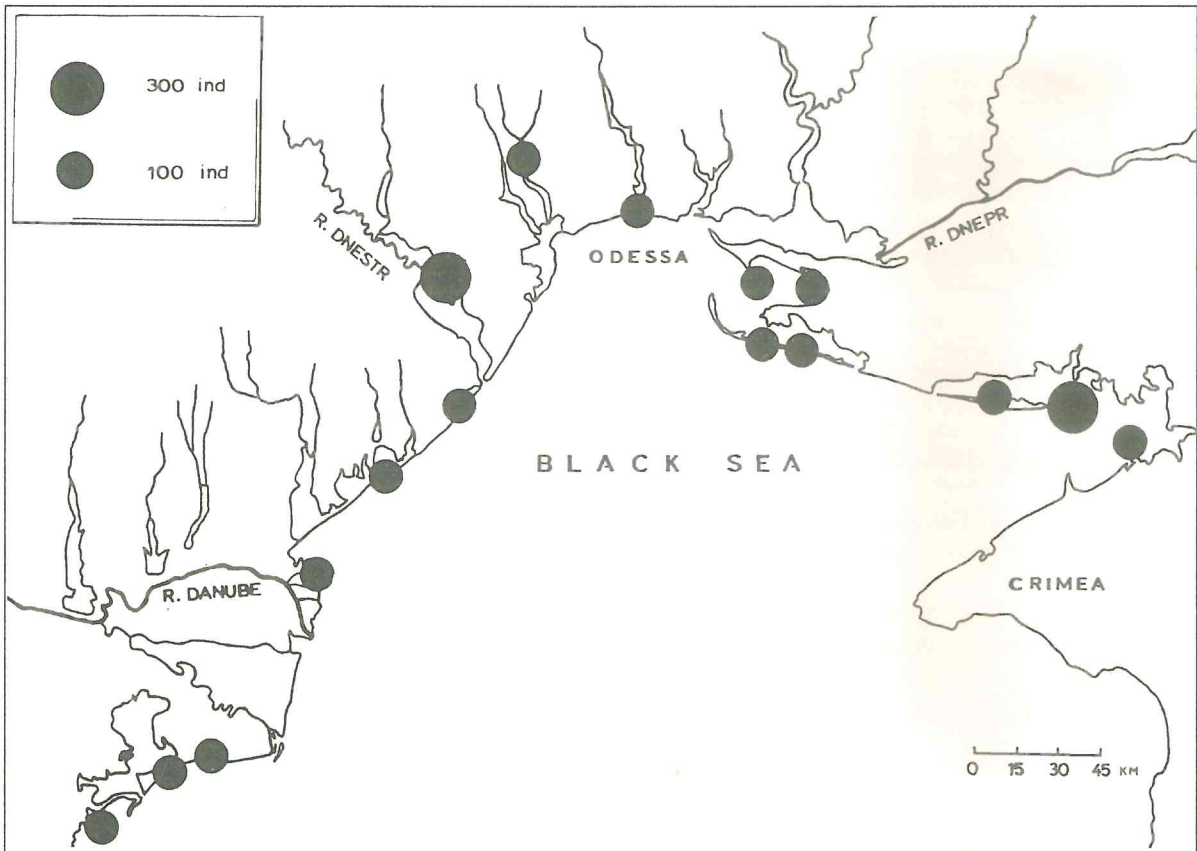 300 ind
100 ind
R. DNESTR
ODESSA
R. DNEPR
BLACK SEA
R. DANUBE
CRIMEA
0 15 30 45 KM